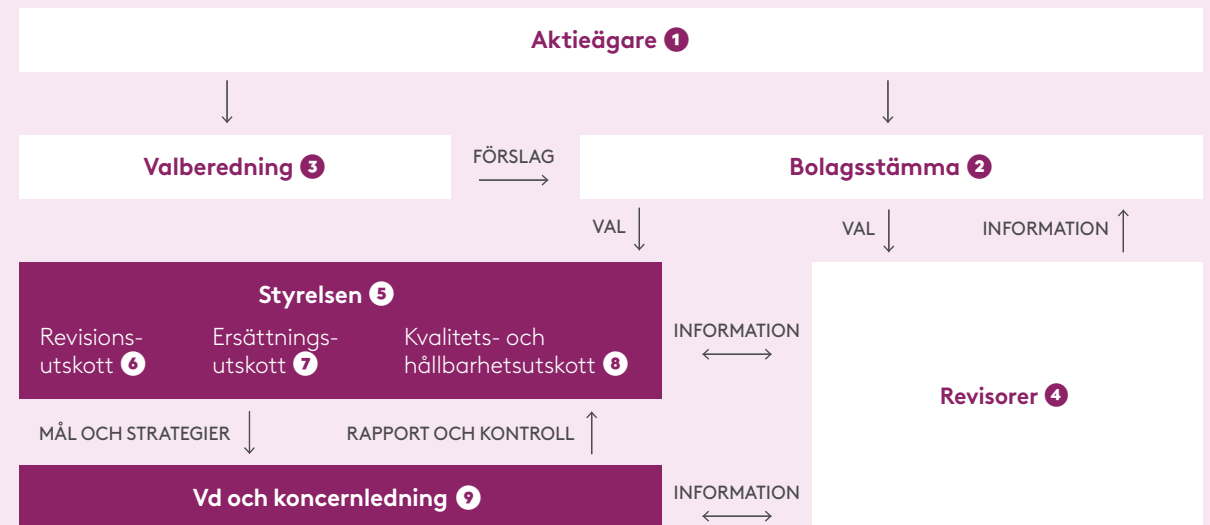 Aktieägare 1
Valberedning 3
FÖRSLAG
Bolagsstämma 2
VAL
VAL
INFORMATION
Styrelsen 5
Revisions-
utskott 6
Ersättnings-
utskott 7
Kvalitets- och
hållbarhetsutskott 8
INFORMATION
Revisorer 4
MÅL OCH STRATEGIER
RAPPORT OCH KONTROLL
Vd och koncernledning 9
INFORMATION